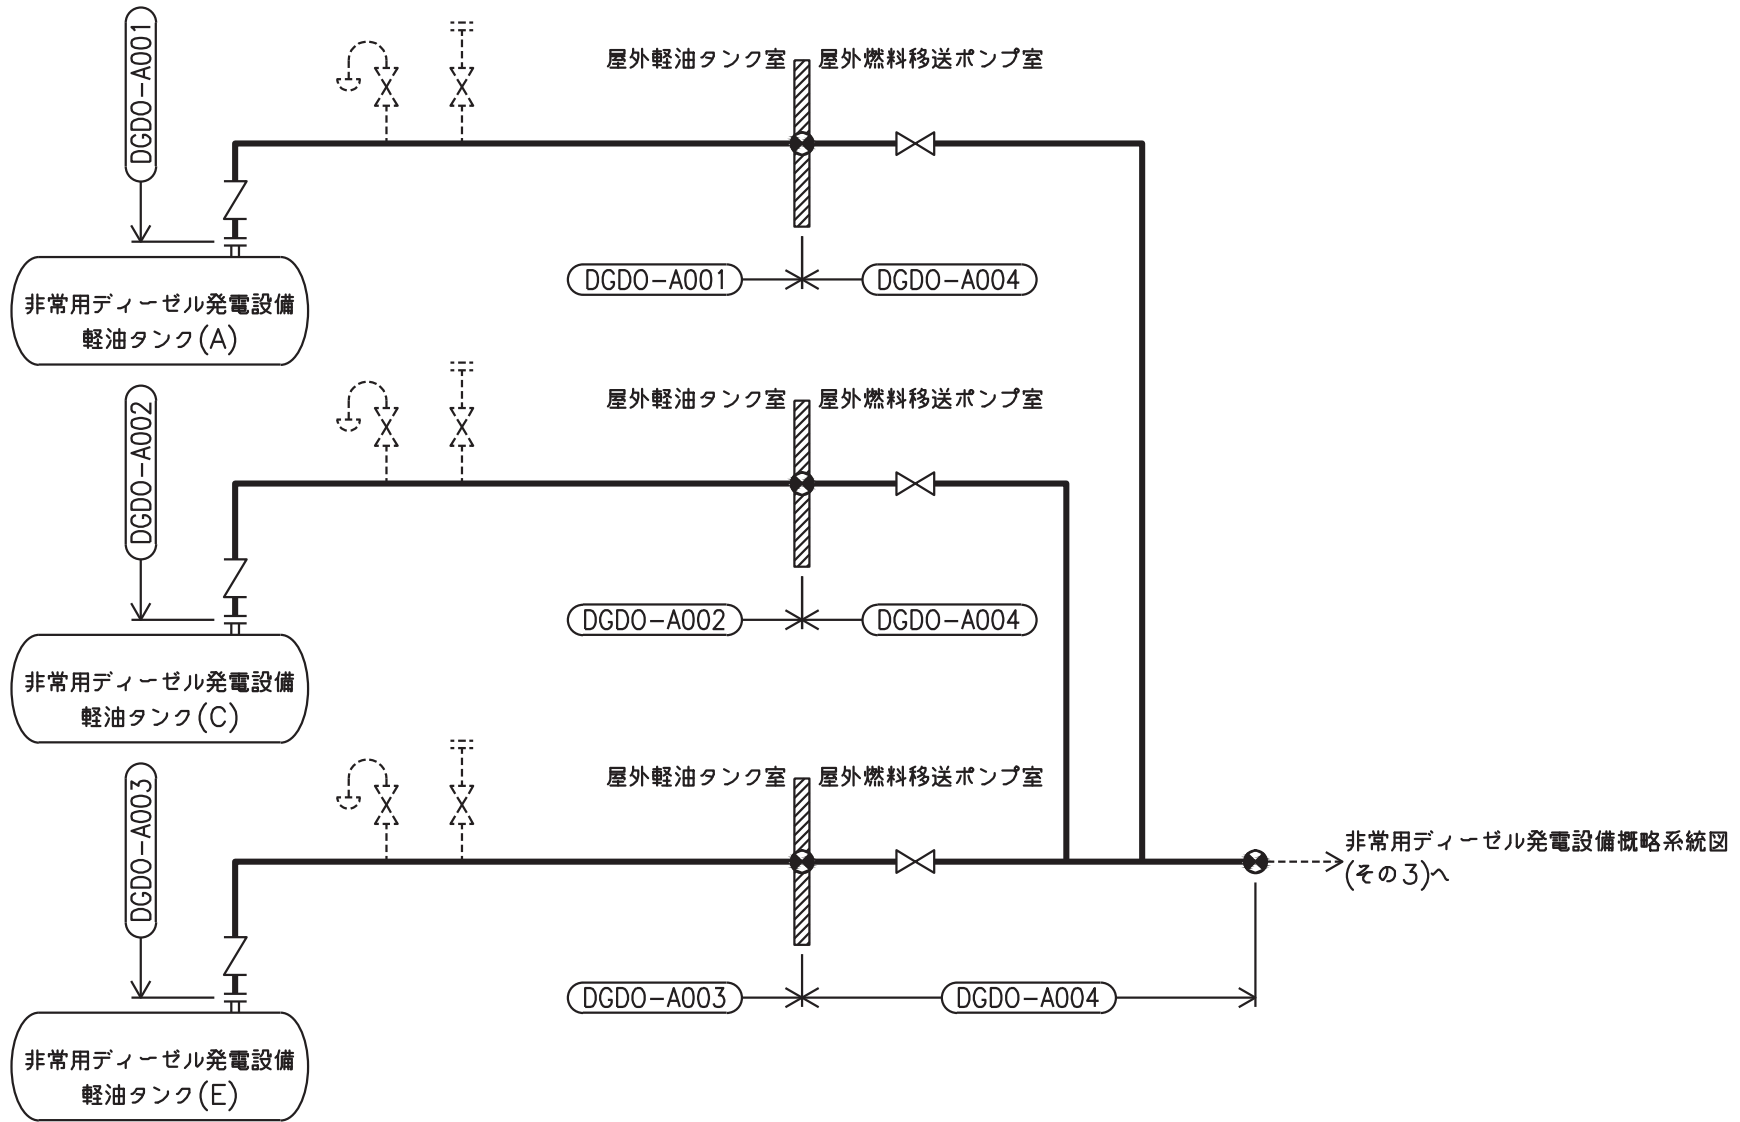 DGDO-A001
屋外軽油タンク室
屋外燃料移送ポンプ室
DGDO-A001
DGDO-A004
非常用ディーゼル発電設備
軽油タンク(A)
DGDO-A002
屋外軽油タンク室
屋外燃料移送ポンプ室
DGDO-A002
DGDO-A004
非常用ディーゼル発電設備
軽油タンク(C)
DGDO-A003
屋外軽油タンク室
屋外燃料移送ポンプ室
非常用ディーゼル発電設備概略系統図
(その3)へ
DGDO-A003
DGDO-A004
非常用ディーゼル発電設備
軽油タンク(E)